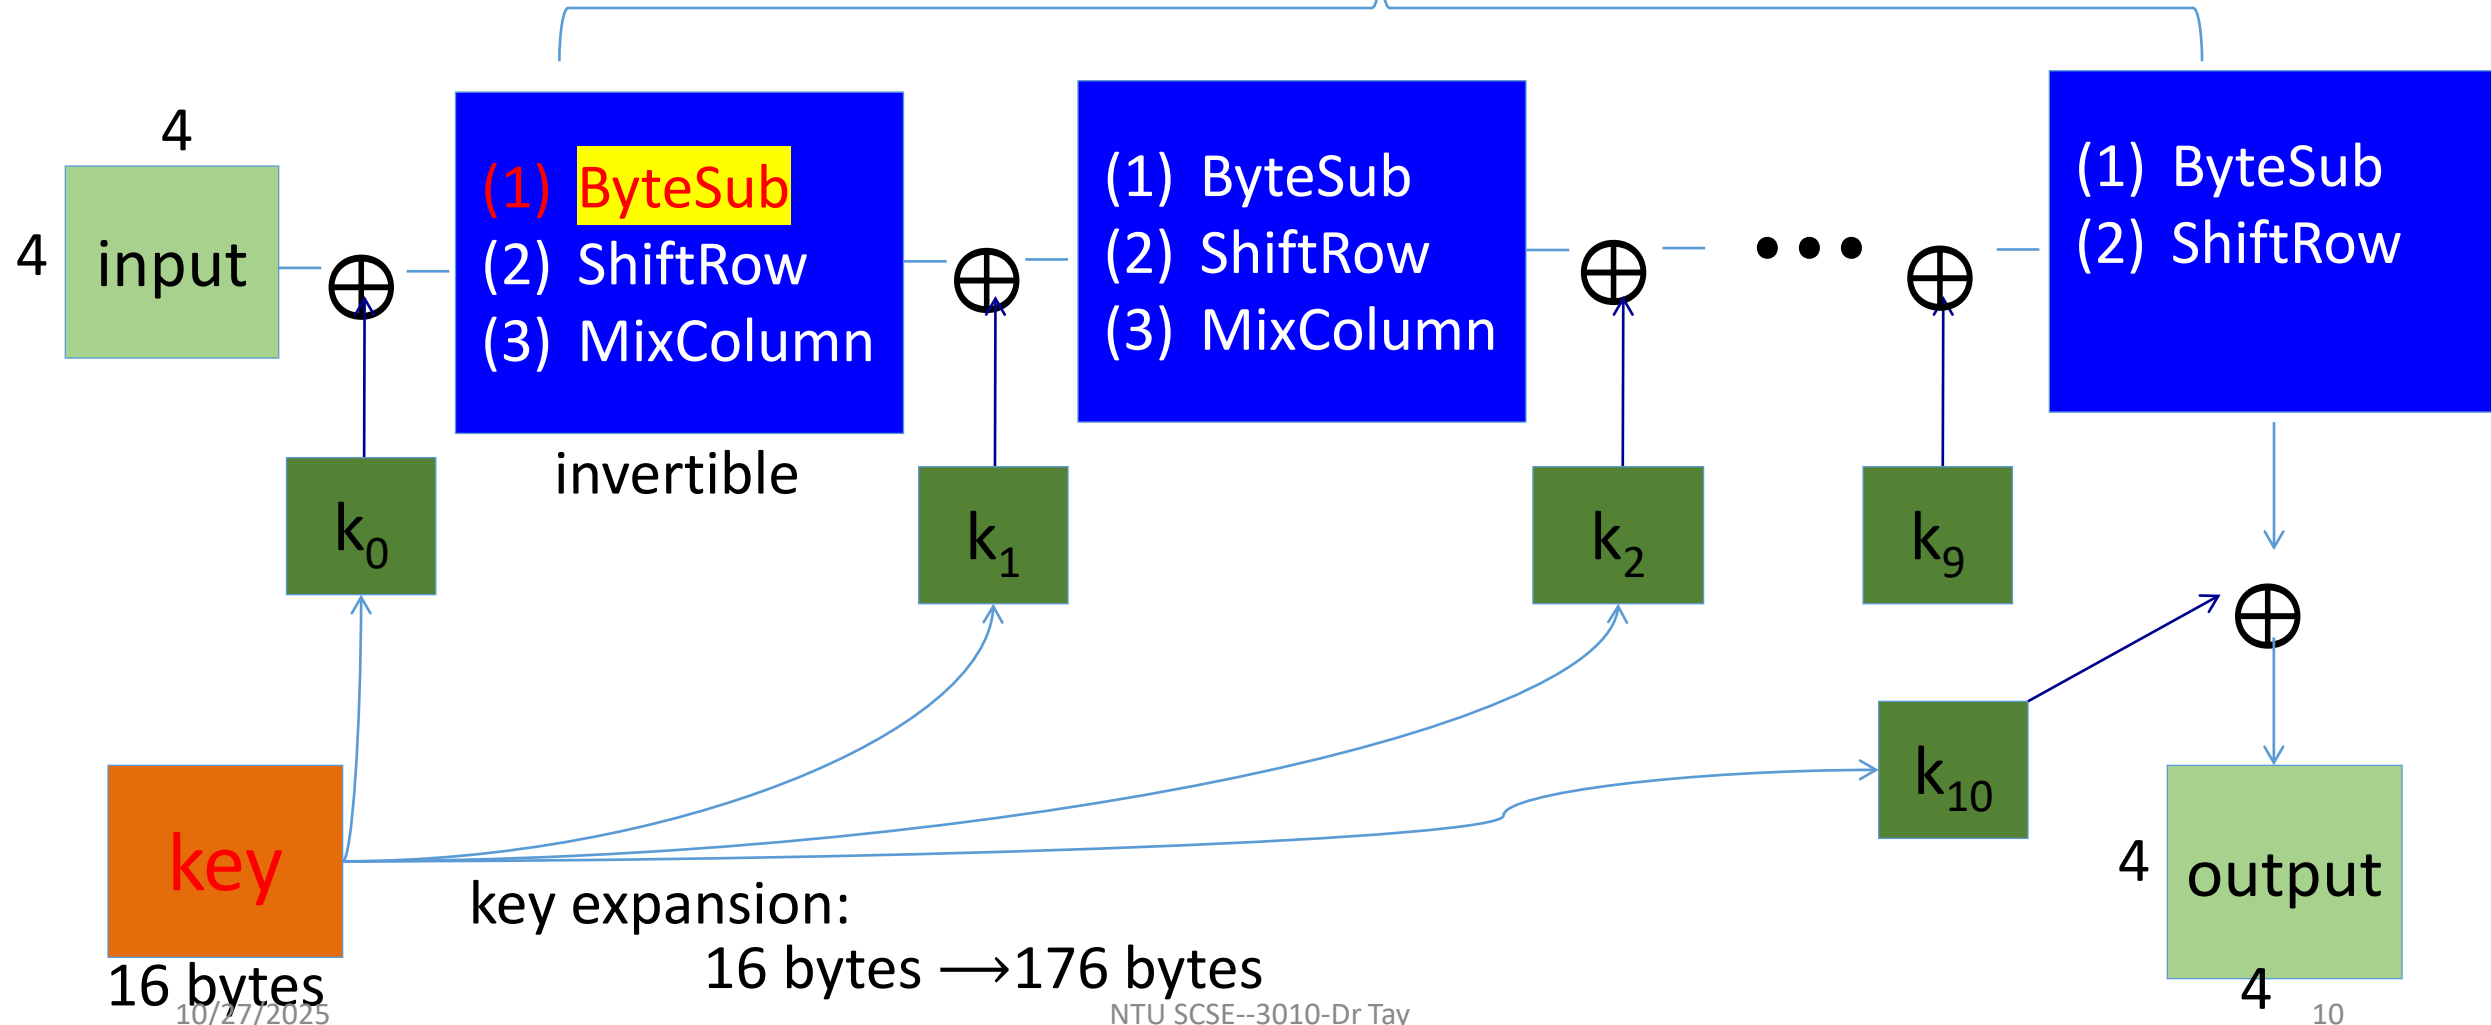 4
4
input
(1) ByteSub
(2) ShiftRow
(3) MixColumn
invertible
(1) ByteSub
(2) ShiftRow
(3) MixColumn
•••
(1) ByteSub
(2) ShiftRow
k0
k1
k2
k9
k10
key
16 bytes
key expansion:
16 bytes ⟶176 bytes
4
output
4
10/27/2025
NTU SCSE--3010-Dr Tay
10